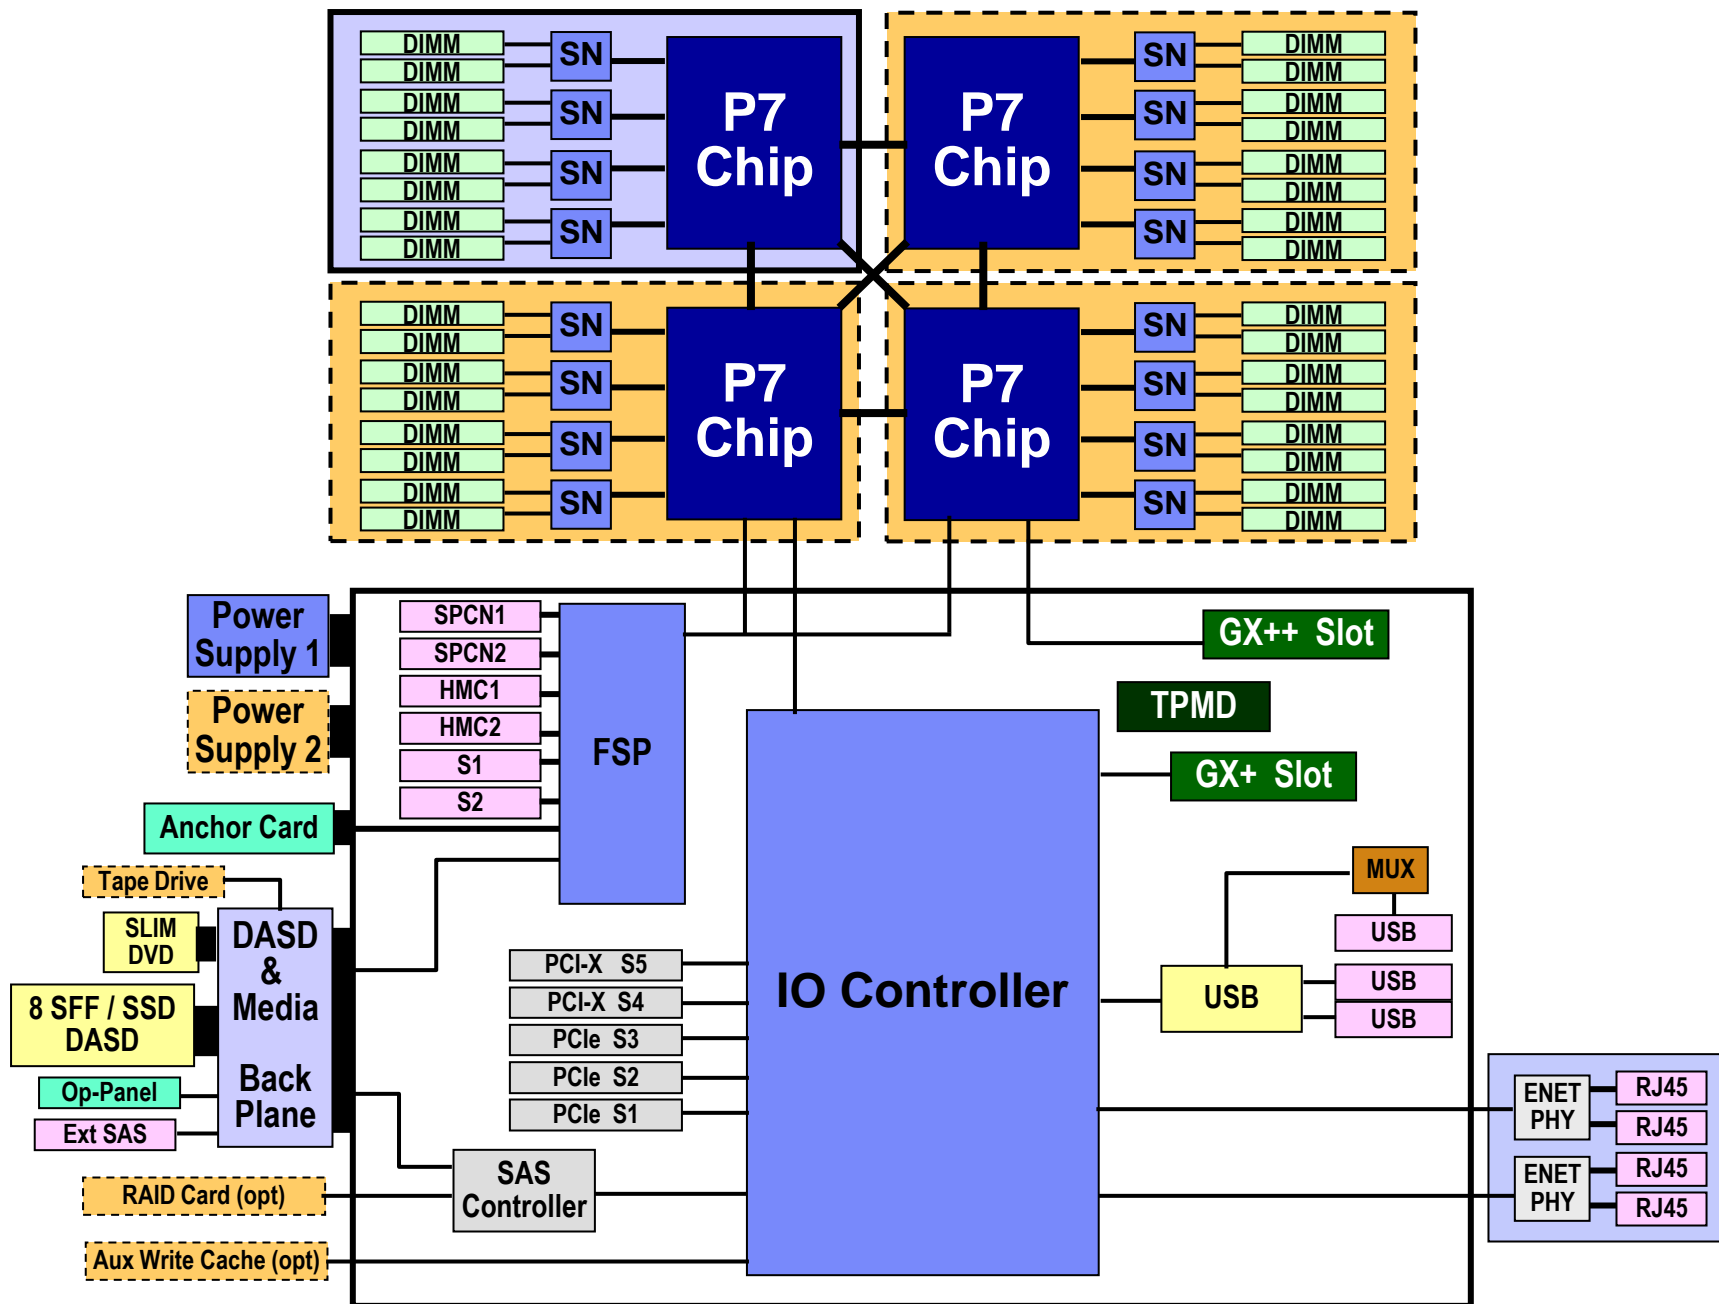 DIMM
DIMM
SN
DIMM
DIMM
SN
DIMM
DIMM
SN
DIMM
DIMM
SN
P7
Chip
P7
Chip
SN
DIMM
DIMM
SN
DIMM
DIMM
SN
DIMM
DIMM
SN
DIMM
DIMM
DIMM
DIMM
SN
DIMM
DIMM
SN
DIMM
DIMM
SN
DIMM
DIMM
SN
P7
Chip
P7
Chip
SN
DIMM
DIMM
SN
DIMM
DIMM
SN
DIMM
DIMM
SN
DIMM
DIMM
Power
Supply 1
Power
Supply 2
Anchor Card
Tape Drive
SLIM
DVD
8 SFF / SSD
DASD
Op-Panel
Ext SAS
DASD
&
Media
Back
Plane
RAID Card (opt)
Aux Write Cache (opt)
SPCN1
SPCN2
HMC1
HMC2
S1
S2
FSP
PCI-X S5
PCI-X S4
PCIe S3
PCIe S2
PCIe S1
SAS
Controller
IO Controller
GX++ Slot
TPMD
GX+ Slot
MUX
USB
USB
USB
USB
ENET
PHY
RJ45
RJ45
ENET
PHY
RJ45
RJ45